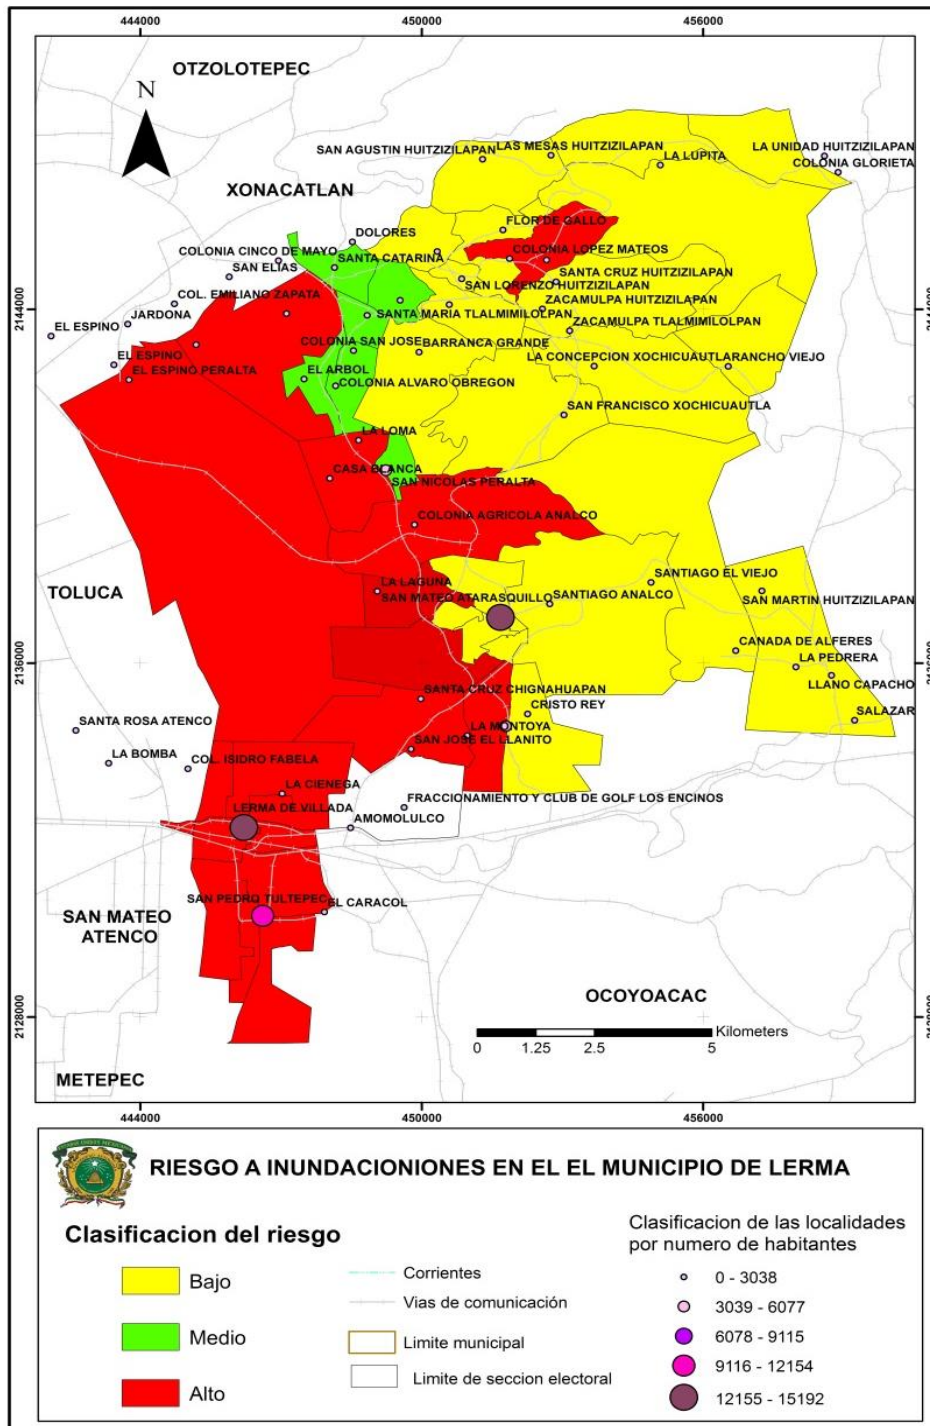 444000
450000
456000
OTZOLOTEPEC
N
SAN AGUSTIN HUITZIZILAPAN
LAS MESAS HUITZIZILAPAN
LA UNIDAD HUITZIZILAPAN
LA LUPITA
COLONIA GLORIETA
XONACATLAN
FLOR DE GALLO
DOLORES
COLONIA CINCO DE MAYO
SANTA CATARINA
COLONIA LOPEZ MATEOS
SAN ELIAS
SANTA CRUZ HUITZIZILAPAN
SAN LORENZO HUITZIZILAPAN
COL. EMILIANO ZAPATA
ZACAMULPA HUITZIZILAPAN
2144000
JARDONA
SANTA MARIA TLALMIMILOLPAN
ZACAMULPA TLALMIMILOLPAN
EL ESPINO
COLONIA SAN JOSE
BARRANCA GRANDE
EL ESPINO
LA CONCEPCION XOCHICUAUTLA
RANCHO VIEJO
EL ESPINO PERALTA
EL ARBOL
COLONIA ALVARO OBREGON
SAN FRANCISCO XOCHICUAUTLA
LA LOMA
CASA BLANCA
SAN NICOLAS PERALTA
COLONIA AGRICOLA ANALCO
TOLUCA
LA LAGUNA
SANTIAGO EL VIEJO
SAN MATEO ATARASQUILLO
SANTIAGO ANALCO
SAN MARTIN HUITZIZILAPAN
CANADA DE ALFERES
2136000
LA PEDRERA
LLANO CAPACHO
SANTA CRUZ CHIGNAHUAPAN
CRISTO REY
SALAZAR
SANTA ROSA ATENCO
LA MONTOYA
SAN JOSE EL LLANITO
LA BOMBA
COL. ISIDRO FABELA
LA CIENEGA
LERMA DE VILLADA
FRACCIONAMIENTO Y CLUB DE GOLF LOS ENCINOS
AMOMOLULCO
SAN PEDRO TULTEPEC
EL CARACOL
SAN MATEO
ATENCO
OCOYOACAC
2128000
Kilometers
0 1.25 2.5 5
METEPEC
444000
450000
456000
RIESGO A INUNDACIONIONES EN EL EL MUNICIPIO DE LERMA
Clasificacion del riesgo
Bajo
Medio
Alto
Corrientes
Vias de comunicación
Limite municipal
Limite de seccion electoral
Clasificacion de las localidades
por numero de habitantes
0 - 3038
3039 - 6077
6078 - 9115
9116 - 12154
12155 - 15192